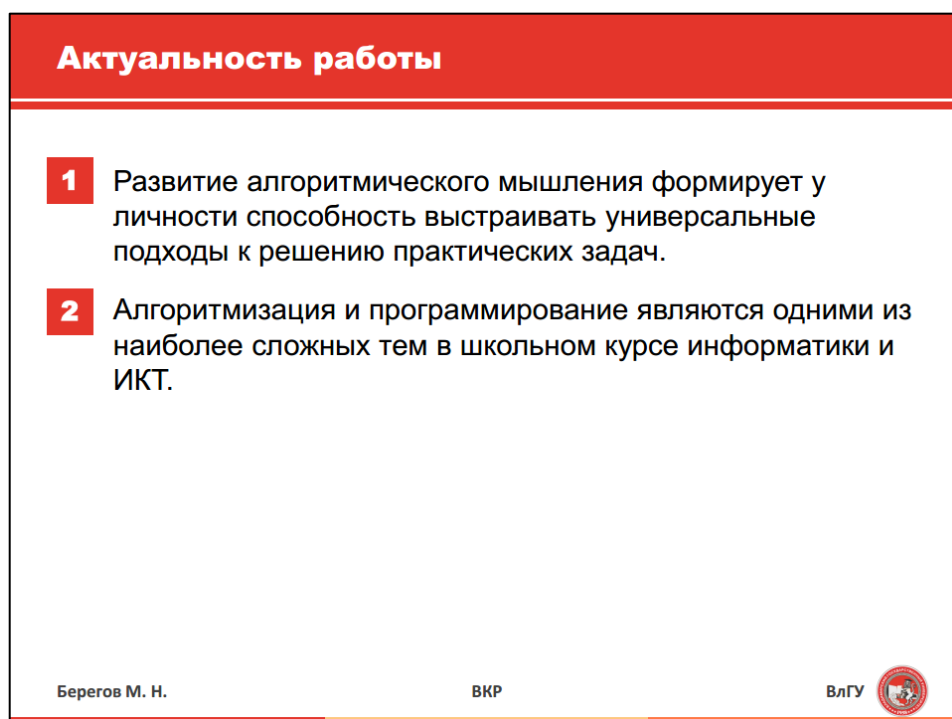 Актуальность работы
1 Развитие алгоритмического мышления формирует у
личности способность выстраивать универсальные
подходы к решению практических задач.
2 Алгоритмизация и программирование являются одними из
наиболее сложных тем в школьном курсе информатики и
ИКТ.
Берегов М. Н. ВКР ВлГУ